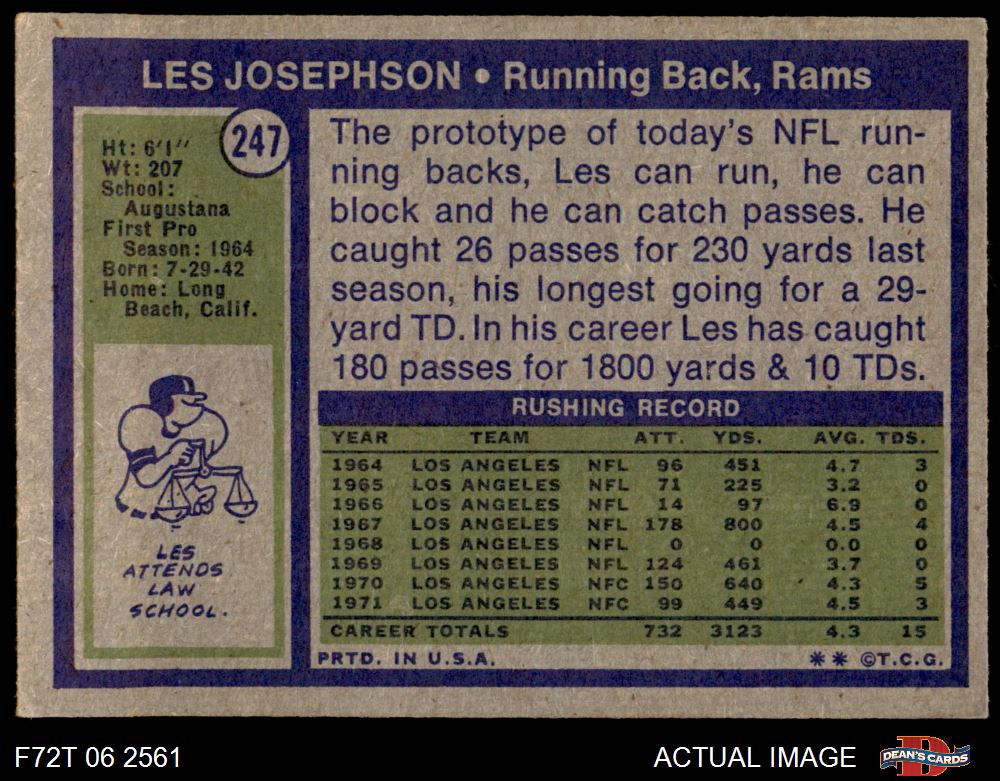 LES JOSEPHSON • Running Back, Rams
247
Ht: 6'1"
Wt: 207
School:
Augustana
First Pro
Season: 1964
Born: 7-29-42
Home: Long
Beach, Calif.
LES
ATTENDS
LAW
SCHOOL.
The prototype of today's NFL run-
ning backs, Les can run, he can
block and he can catch passes. He
caught 26 passes for 230 yards last
season, his longest going for a 29-
yard TD. In his career Les has caught
180 passes for 1800 yards & 10 TDs.
RUSHING RECORD
YEAR TEAM ATT. YDS. AVG. TDS.
1964 LOS ANGELES NFL 96 451 4.7 3
1965 LOS ANGELES NFL 71 225 3.2 0
1966 LOS ANGELES NFL 14 97 6.9 0
1967 LOS ANGELES NFL 178 800 4.5 4
1968 LOS ANGELES NFL 0 0 0.0 0
1969 LOS ANGELES NFL 124 461 3.7 0
1970 LOS ANGELES NFC 150 640 4.3 5
1971 LOS ANGELES NFC 99 449 4.5 3
CAREER TOTALS 732 3123 4.3 15
PRTD. IN U.S.A. ** ©T.C.G.
F72T 06 2561 ACTUAL IMAGE D DEAN'S CARDS